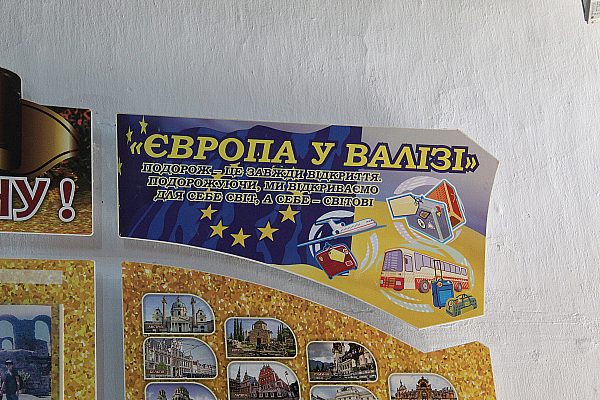 «ЄВРОПА У ВАЛІЗІ»
ПОДОРОЖ – ЦЕ ЗАВЖДИ ВІДКРИТТЯ.
ПОДОРОЖУЮЧИ, МИ ВІДКРИВАЄМО
ДЛЯ СЕБЕ СВІТ, А СЕБЕ – СВІТОВІ
НУ!